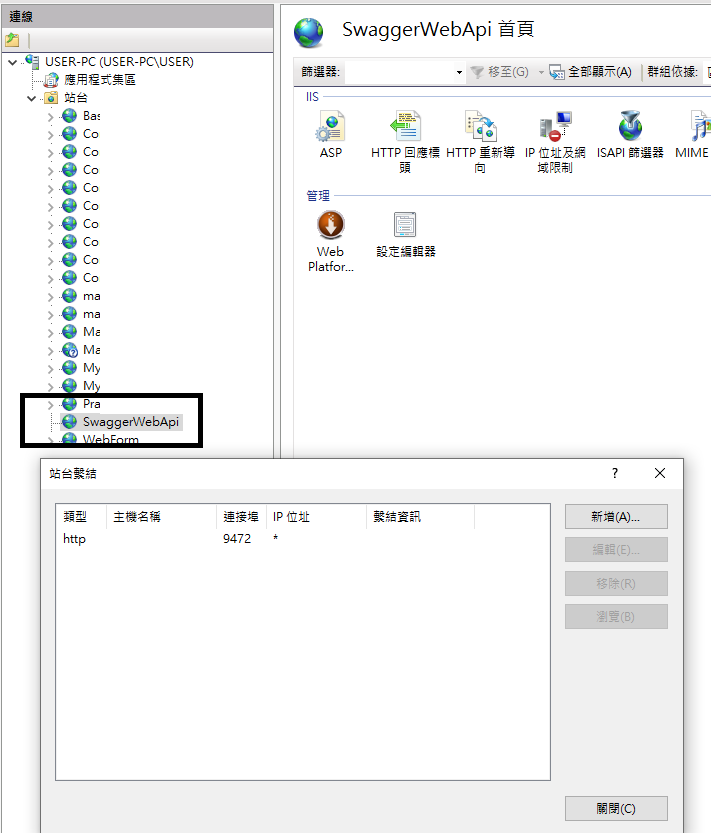 連線
USER-PC (USER-PC\USER)
應用程式集區
站台
Bas
Co
Co
Co
Co
Co
Co
Co
Co
Co
ma
ma
Ma
Ma
My
My
Pra
SwaggerWebApi
WebForm
SwaggerWebApi 首頁
篩選器:
移至(G)
全部顯示(A)
群組依據:
IIS
ASP
HTTP 回應標
頭
HTTP 重新導
向
IP 位址及網
域限制
ISAPI 篩選器
MIME
管理
Web
Platfor...
設定編輯器
站台繫結
?
類型 主機名稱 連接埠 IP 位址 繫結資訊
http 9472 *
新增(A)...
編輯(E)...
移除(R)
瀏覽(B)
關閉(C)